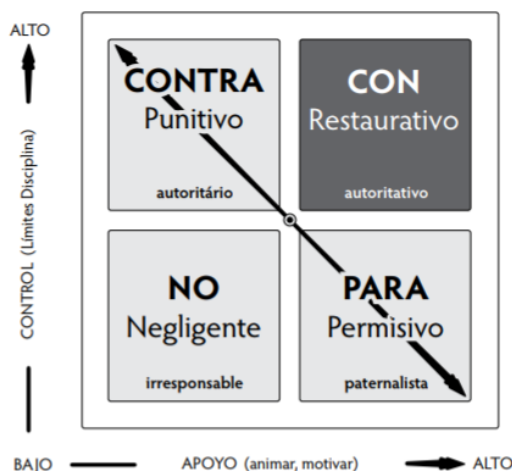 ALTO
CONTROL (Límites Disciplina)
CONTRA
Punitivo
autoritário
CON
Restaurativo
autoritativo
NO
Negligente
irresponsable
PARA
Permisivo
paternalista
BAJO
APOYO (animar, motivar)
ALTO